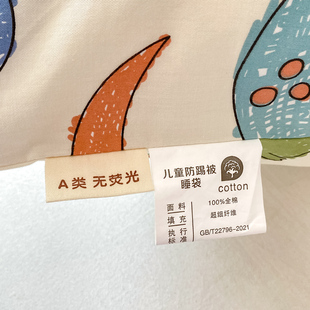 A类 无荧光
儿童防踢被
睡袋
cotton
面料 100%全棉
填充 超细纤维
执行标准 GB/T22796-2021